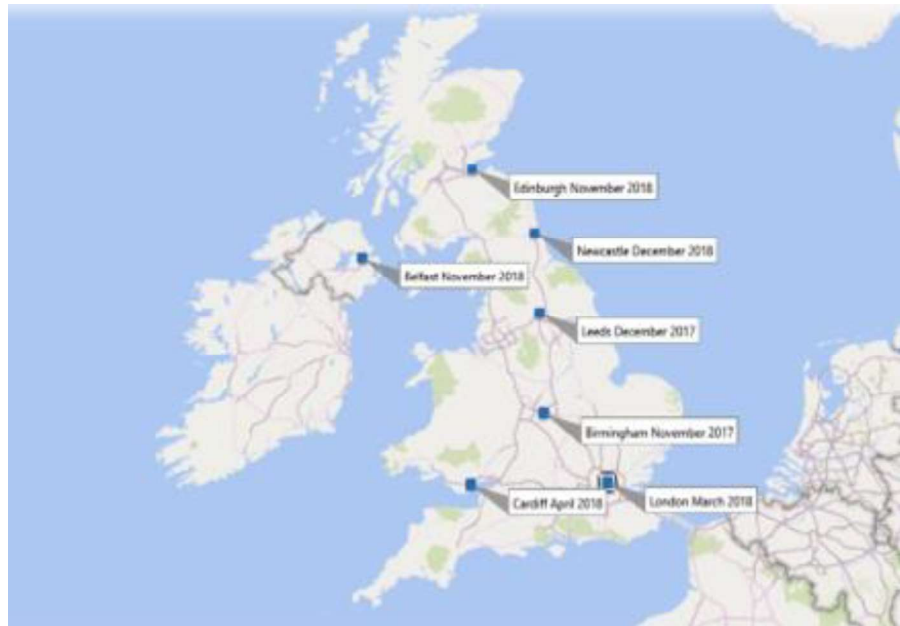 Edinburgh November 2018
Newcastle December 2018
Belfast November 2018
Leeds December 2017
Birmingham November 2017
Cardiff April 2018
London March 2018